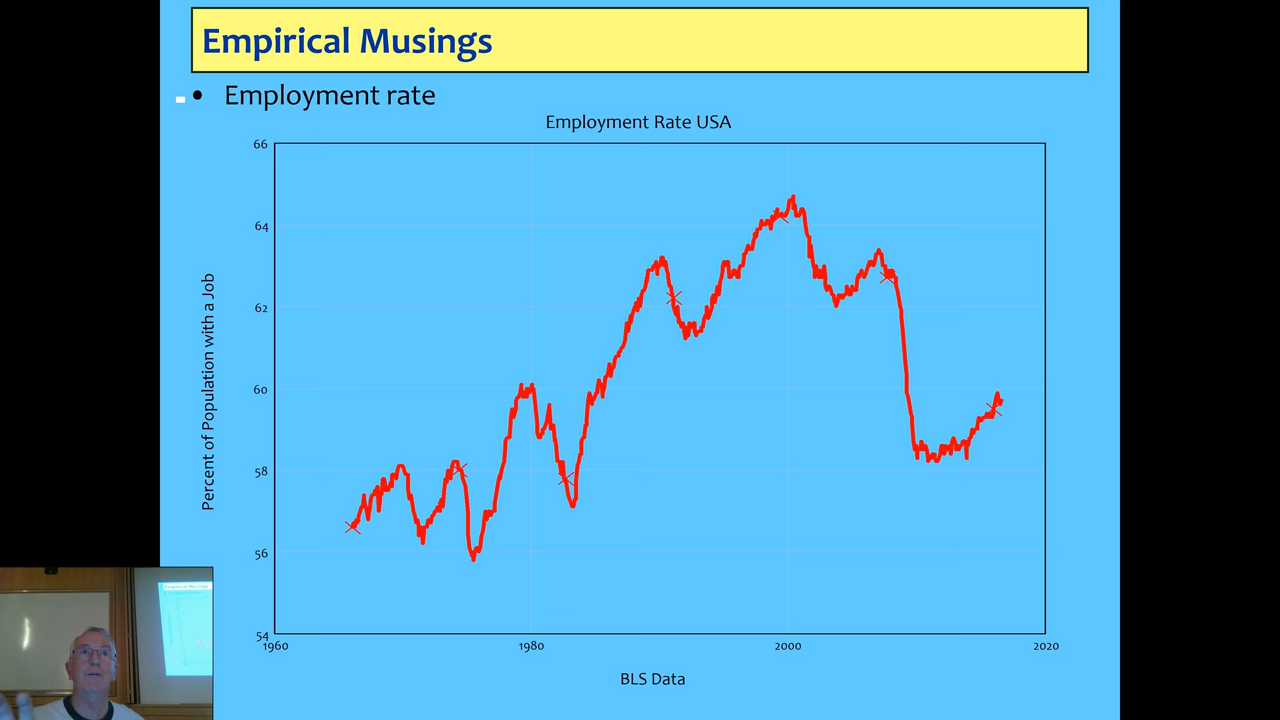 Empirical Musings
• Employment rate
Employment Rate USA
66
64
62
60
58
56
54
Percent of Population with a Job
1960
1980
2000
2020
BLS Data